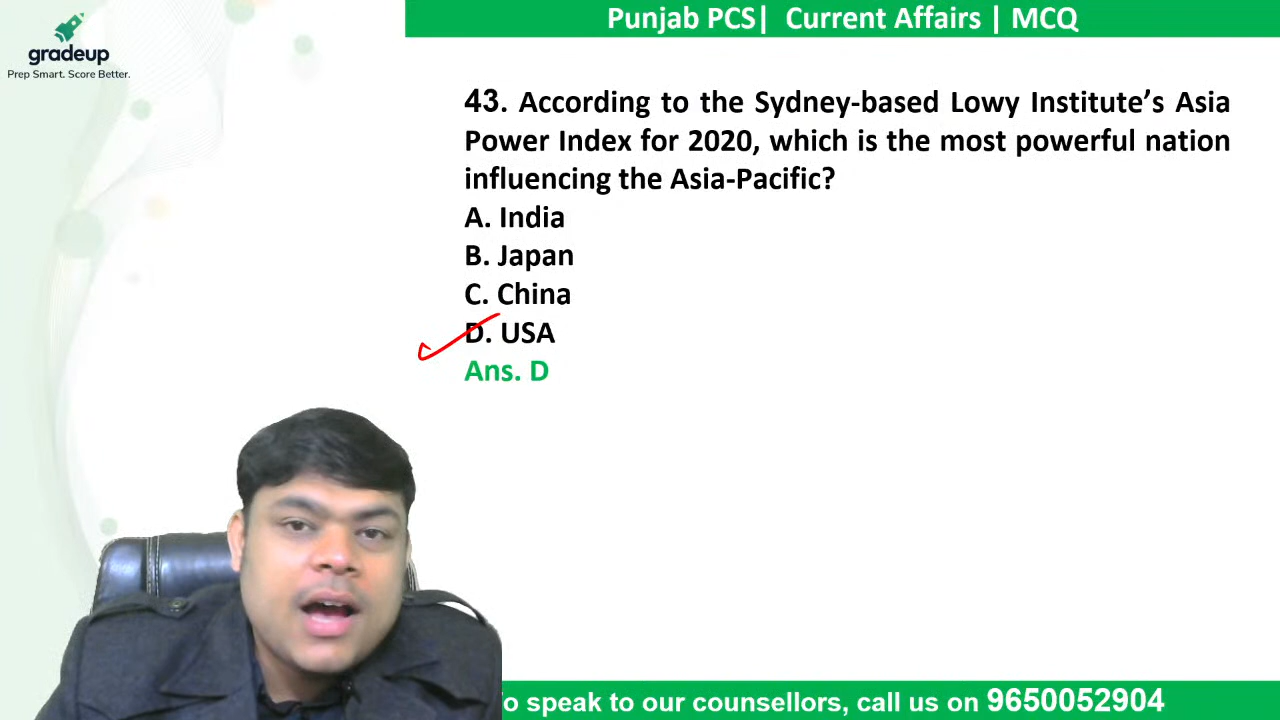 gradeup
Prep Smart. Score Better.
Punjab PCS| Current Affairs | MCQ
43. According to the Sydney-based Lowy Institute’s Asia
Power Index for 2020, which is the most powerful nation
influencing the Asia-Pacific?
A. India
B. Japan
C. China
D. USA
Ans. D
o speak to our counsellors, call us on 9650052904